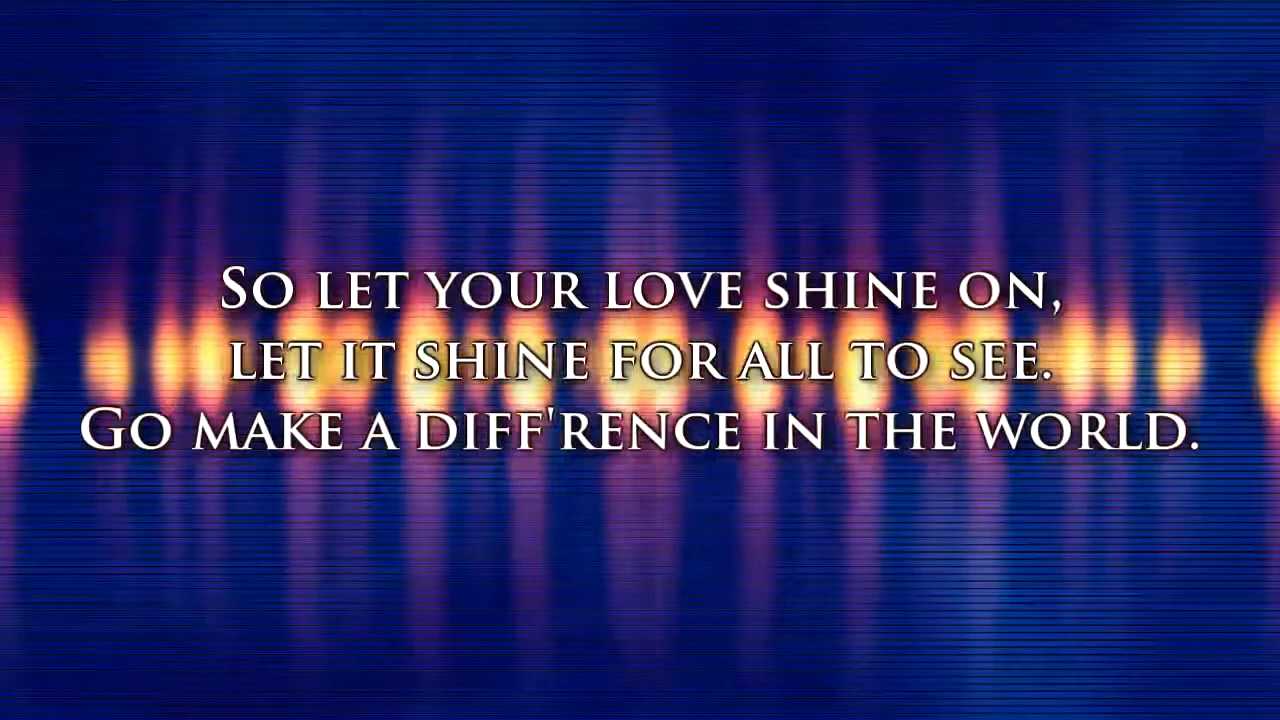 So let your love shine on,
let it shine for all to see.
Go make a diff'rence in the world.